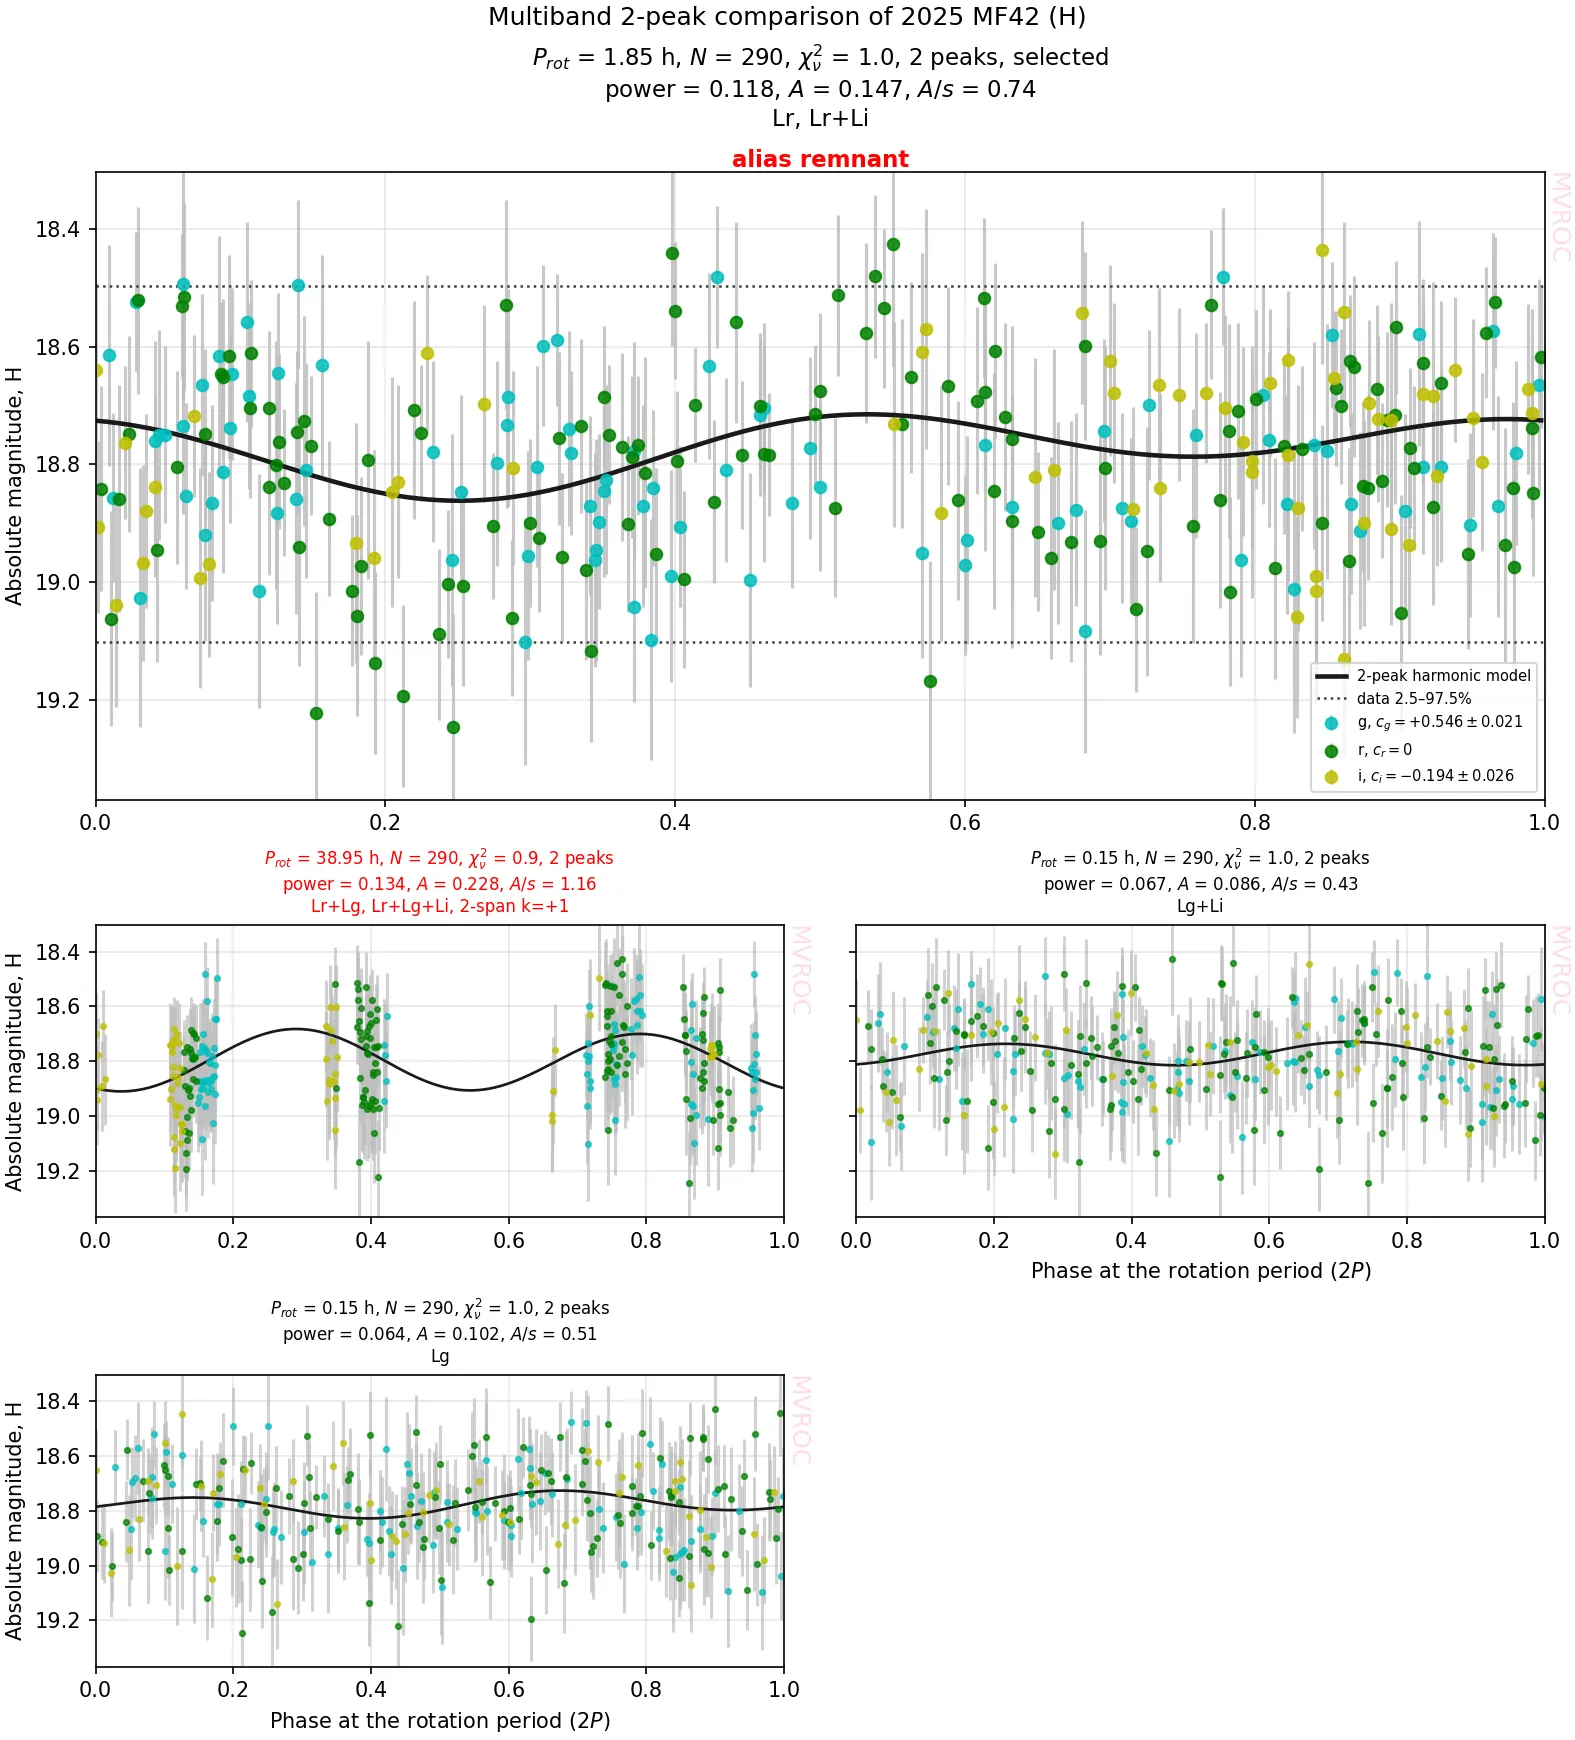 Multiband 2-peak comparison of 2025 MF42 (H)
P_rot = 1.85 h, N = 290, χ²_ν = 1.0, 2 peaks, selected
power = 0.118, A = 0.147, A/s = 0.74
Lr, Lr+Li
alias remnant
MVROC
Absolute magnitude, H
18.4
18.6
18.8
19.0
19.2
2-peak harmonic model
data 2.5–97.5%
g, c_g = +0.546 ± 0.021
r, c_r = 0
i, c_i = −0.194 ± 0.026
0.0 0.2 0.4 0.6 0.8 1.0
P_rot = 38.95 h, N = 290, χ²_ν = 0.9, 2 peaks
power = 0.134, A = 0.228, A/s = 1.16
Lr+Lg, Lr+Lg+Li, 2-span k=+1
MVROC
Absolute magnitude, H
18.4
18.6
18.8
19.0
19.2
0.0 0.2 0.4 0.6 0.8 1.0
P_rot = 0.15 h, N = 290, χ²_ν = 1.0, 2 peaks
power = 0.067, A = 0.086, A/s = 0.43
Lg+Li
MVROC
0.0 0.2 0.4 0.6 0.8 1.0
Phase at the rotation period (2P)
P_rot = 0.15 h, N = 290, χ²_ν = 1.0, 2 peaks
power = 0.064, A = 0.102, A/s = 0.51
Lg
MVROC
Absolute magnitude, H
18.4
18.6
18.8
19.0
19.2
0.0 0.2 0.4 0.6 0.8 1.0
Phase at the rotation period (2P)